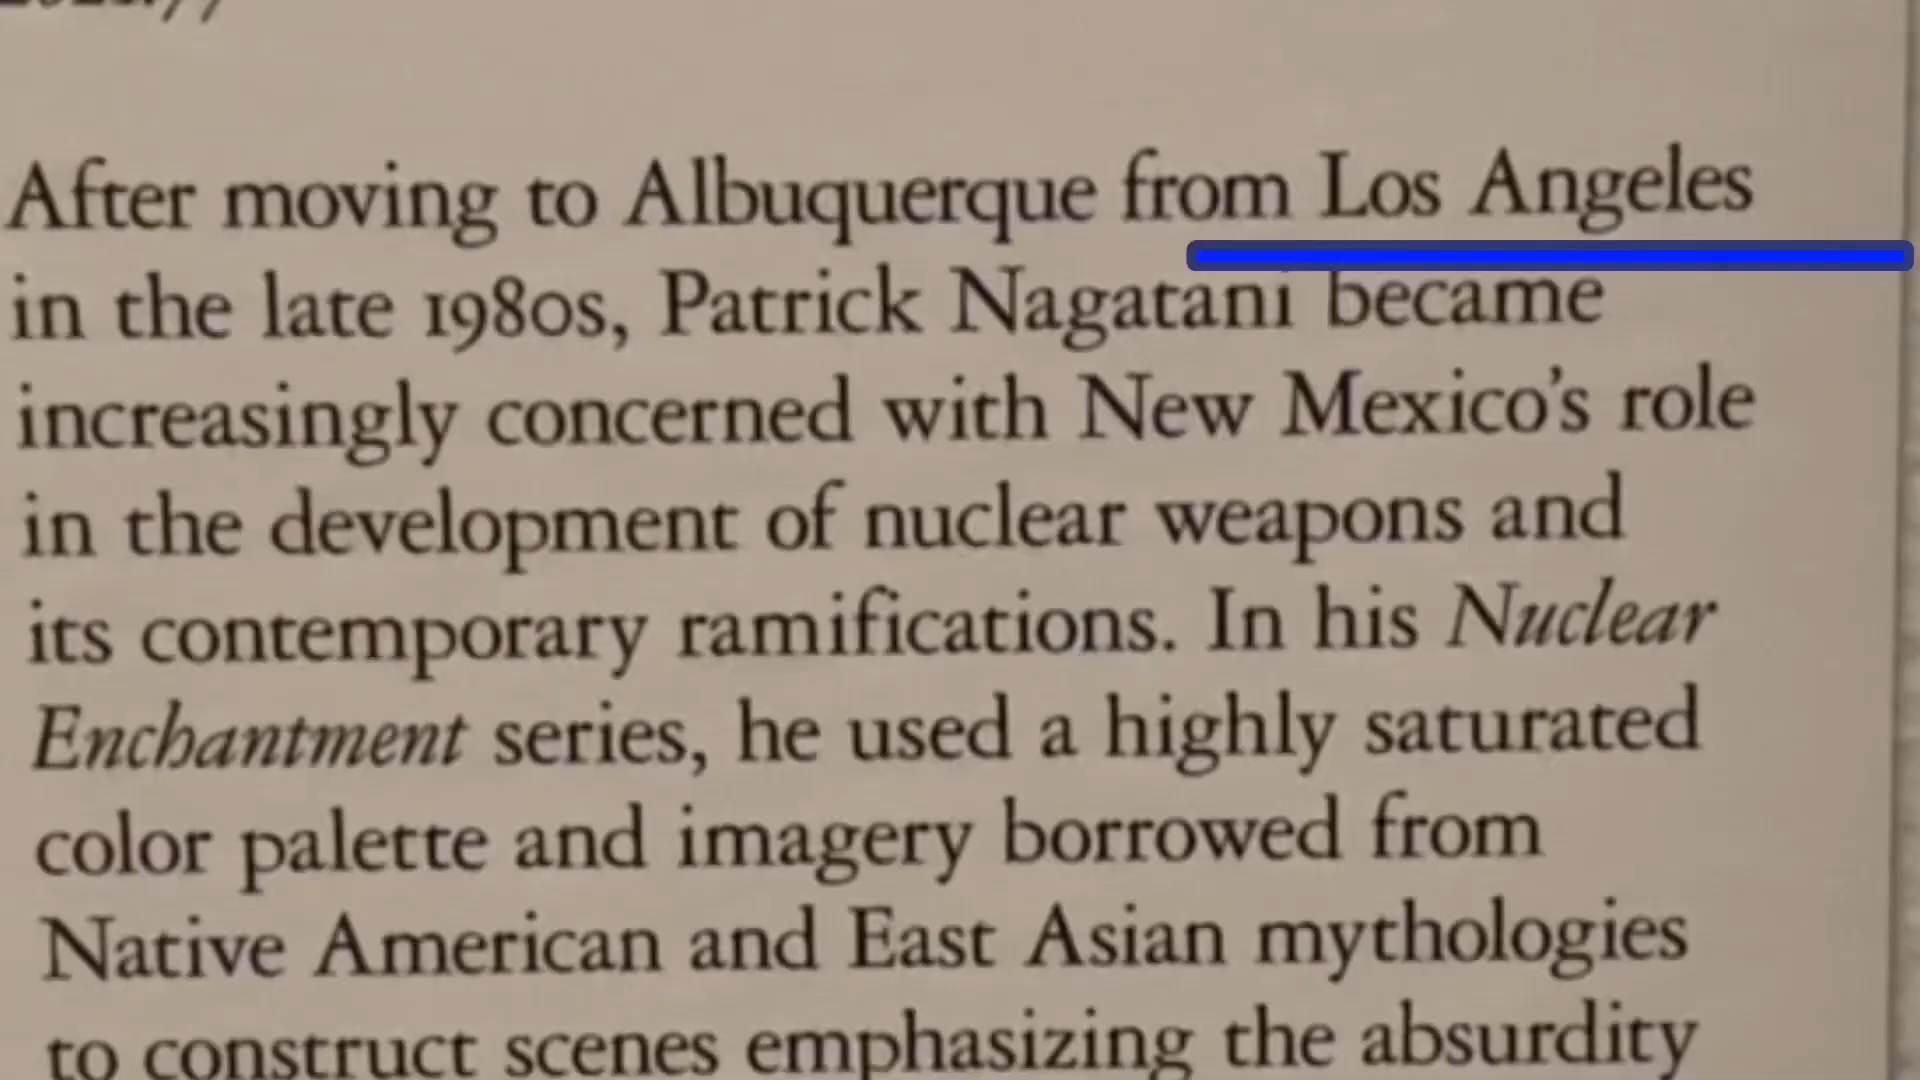 After moving to Albuquerque from Los Angeles
in the late 1980s, Patrick Nagatani became
increasingly concerned with New Mexico's role
in the development of nuclear weapons and
its contemporary ramifications. In his Nuclear
Enchantment series, he used a highly saturated
color palette and imagery borrowed from
Native American and East Asian mythologies
to construct scenes emphasizing the absurdity